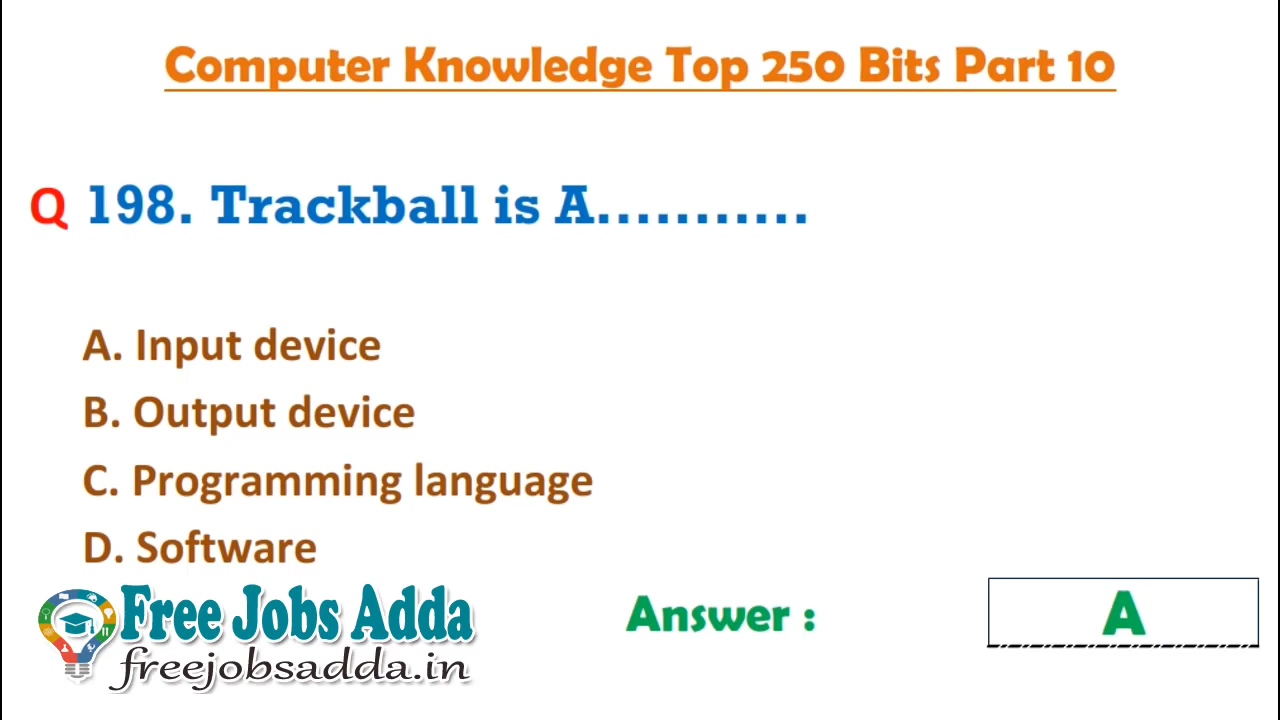 Computer Knowledge Top 250 Bits Part 10
Q 198. Trackball is A...........
A. Input device
B. Output device
C. Programming language
D. Software
Free Jobs Adda
freejobsadda.in
Answer :
A